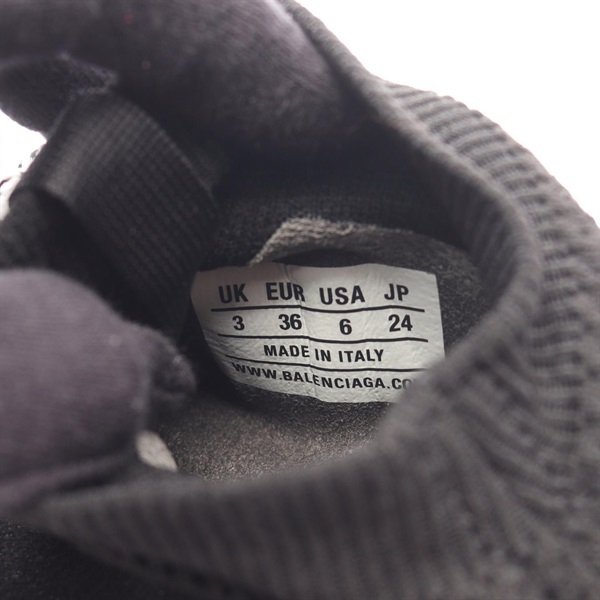 UK EUR USA JP
3 36 6 24
MADE IN ITALY
WWW.BALENCIAGA.CO